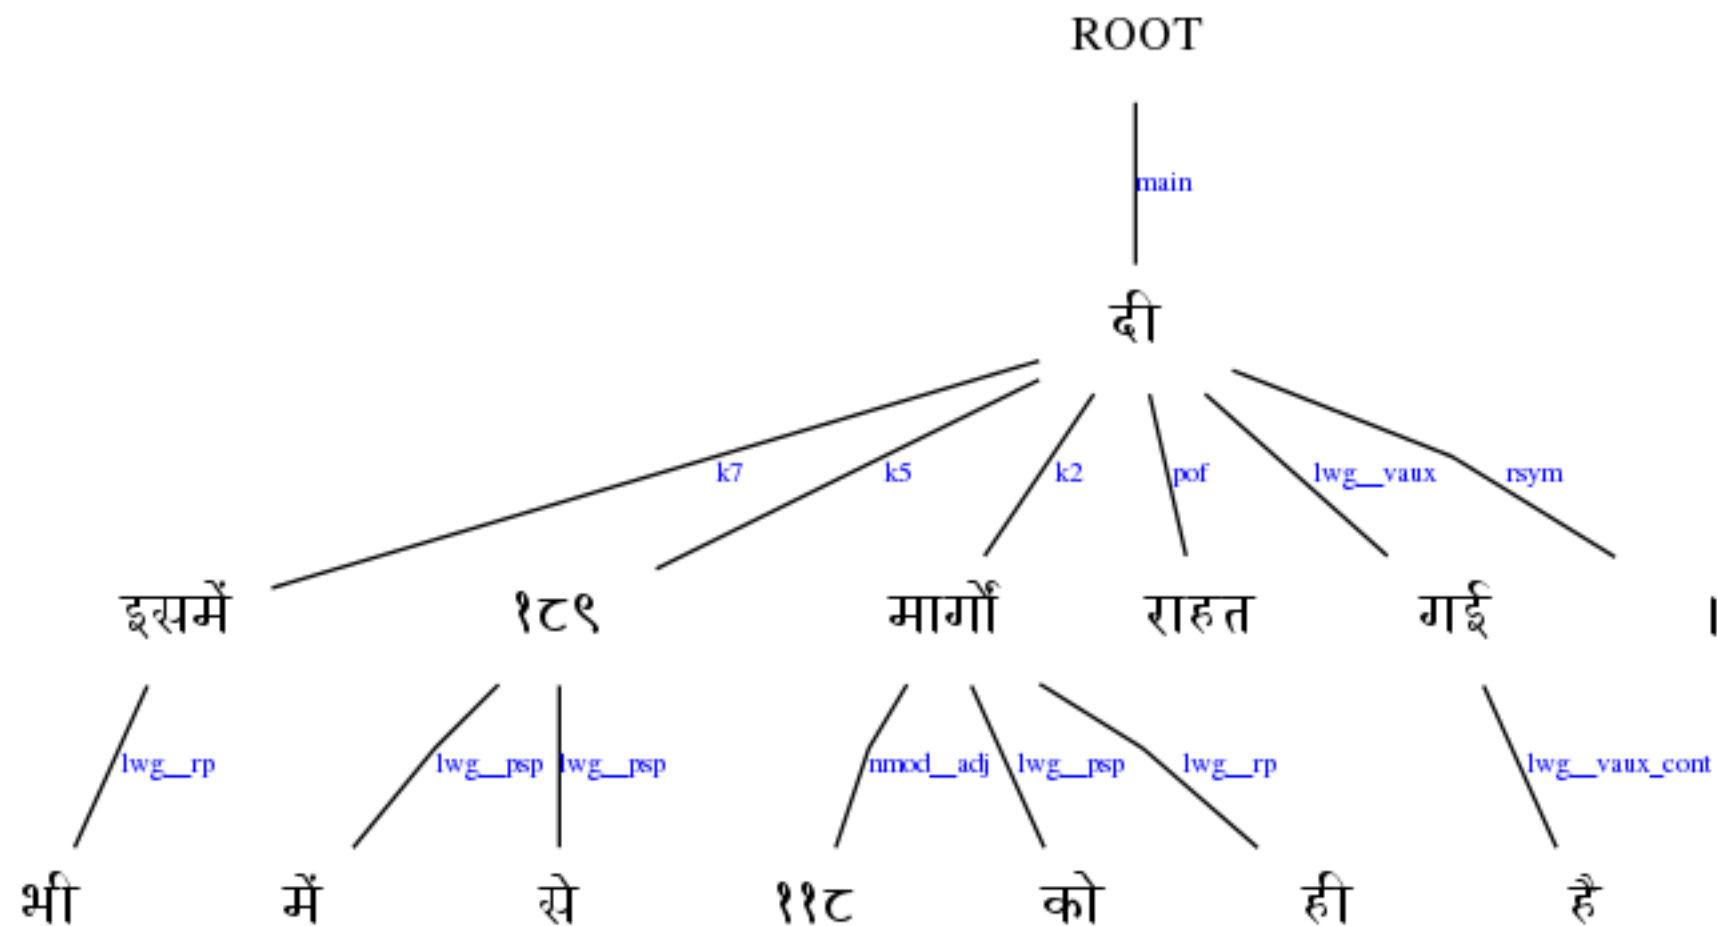 ROOT
main
दी
k7 k5 k2 pof lwg__vaux rsym
इसमें १८९ मार्गों राहत गई ।
lwg__rp lwg__psp lwg__psp nmod__adj lwg__psp lwg__rp lwg__vaux_cont
भी में से ११८ को ही है